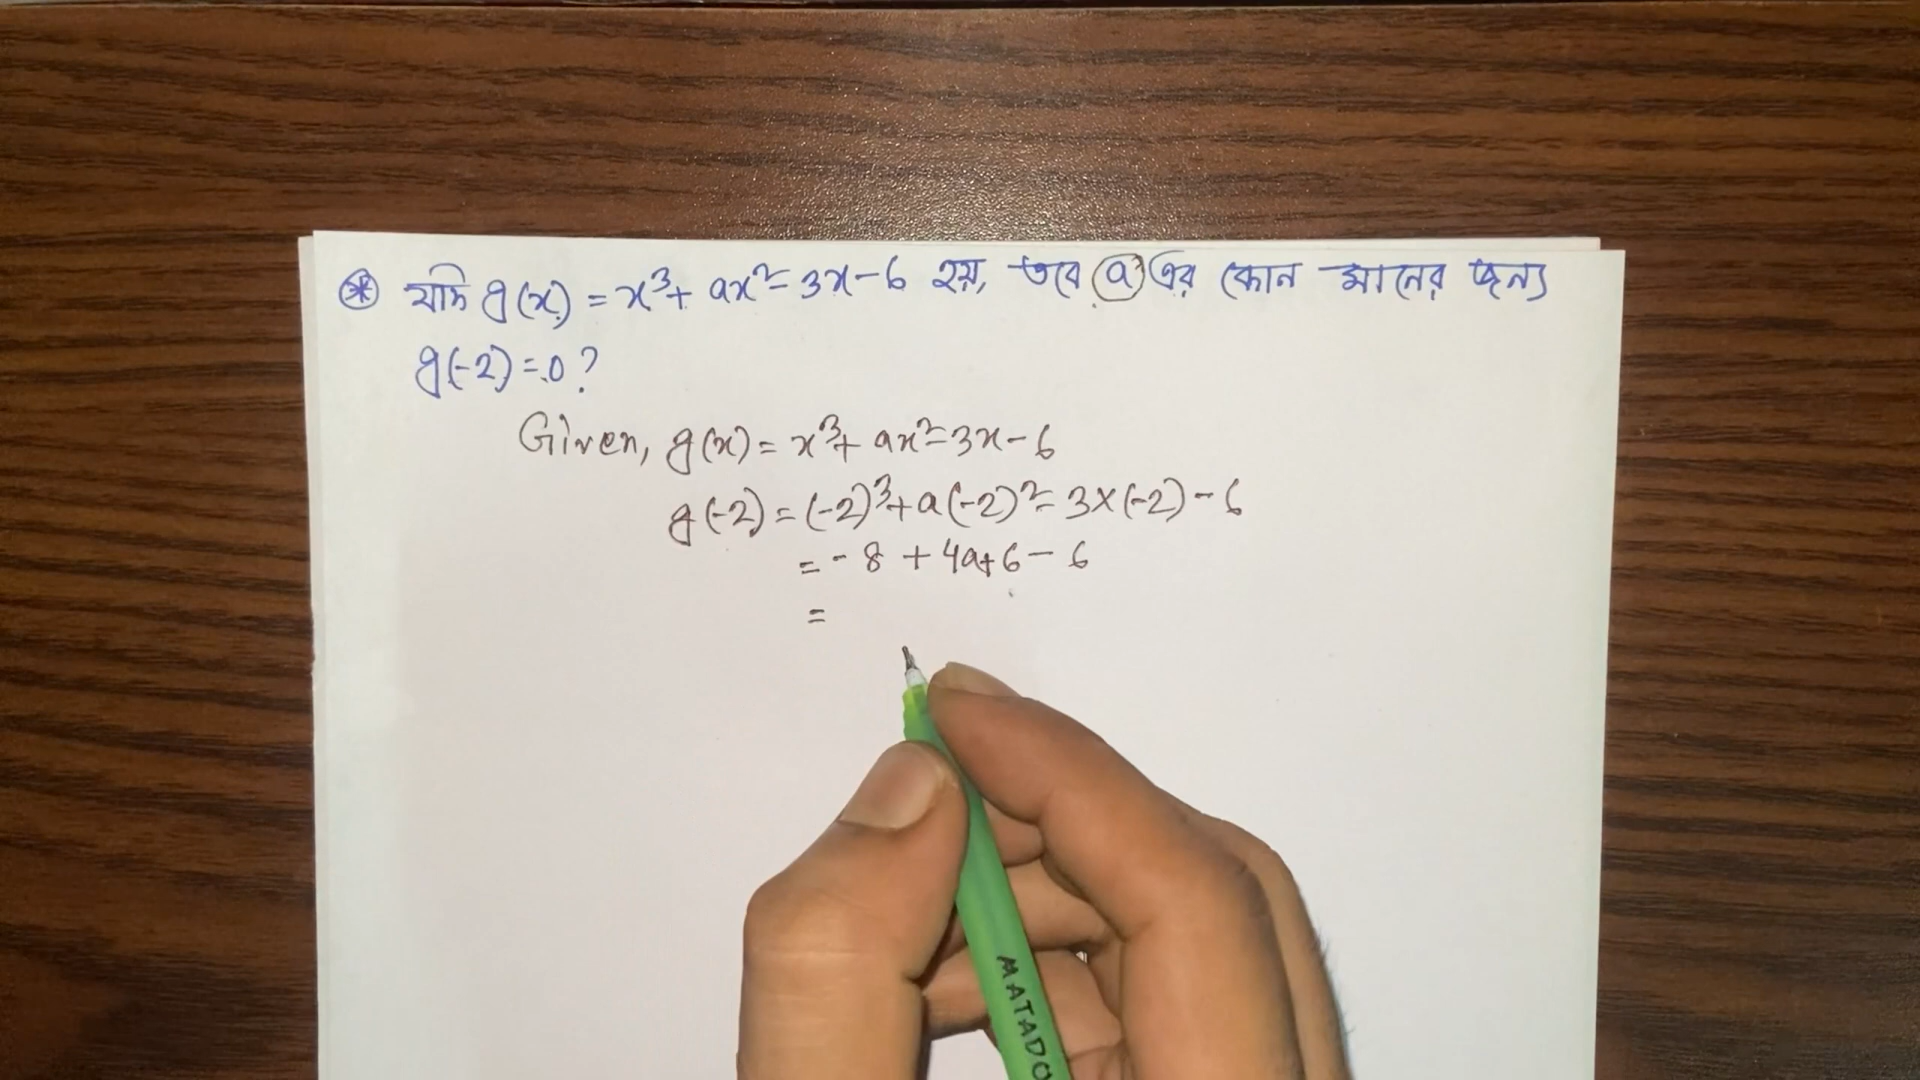 ⊛ যদি g(x) = x³ + ax² - 3x - 6 হয়, তবে a এর কোন মানের জন্য
g(-2) = 0?
Given, g(x) = x³ + ax² - 3x - 6
g(-2) = (-2)³ + a(-2)² - 3×(-2) - 6
= - 8 + 4a + 6 - 6
=
MATADO